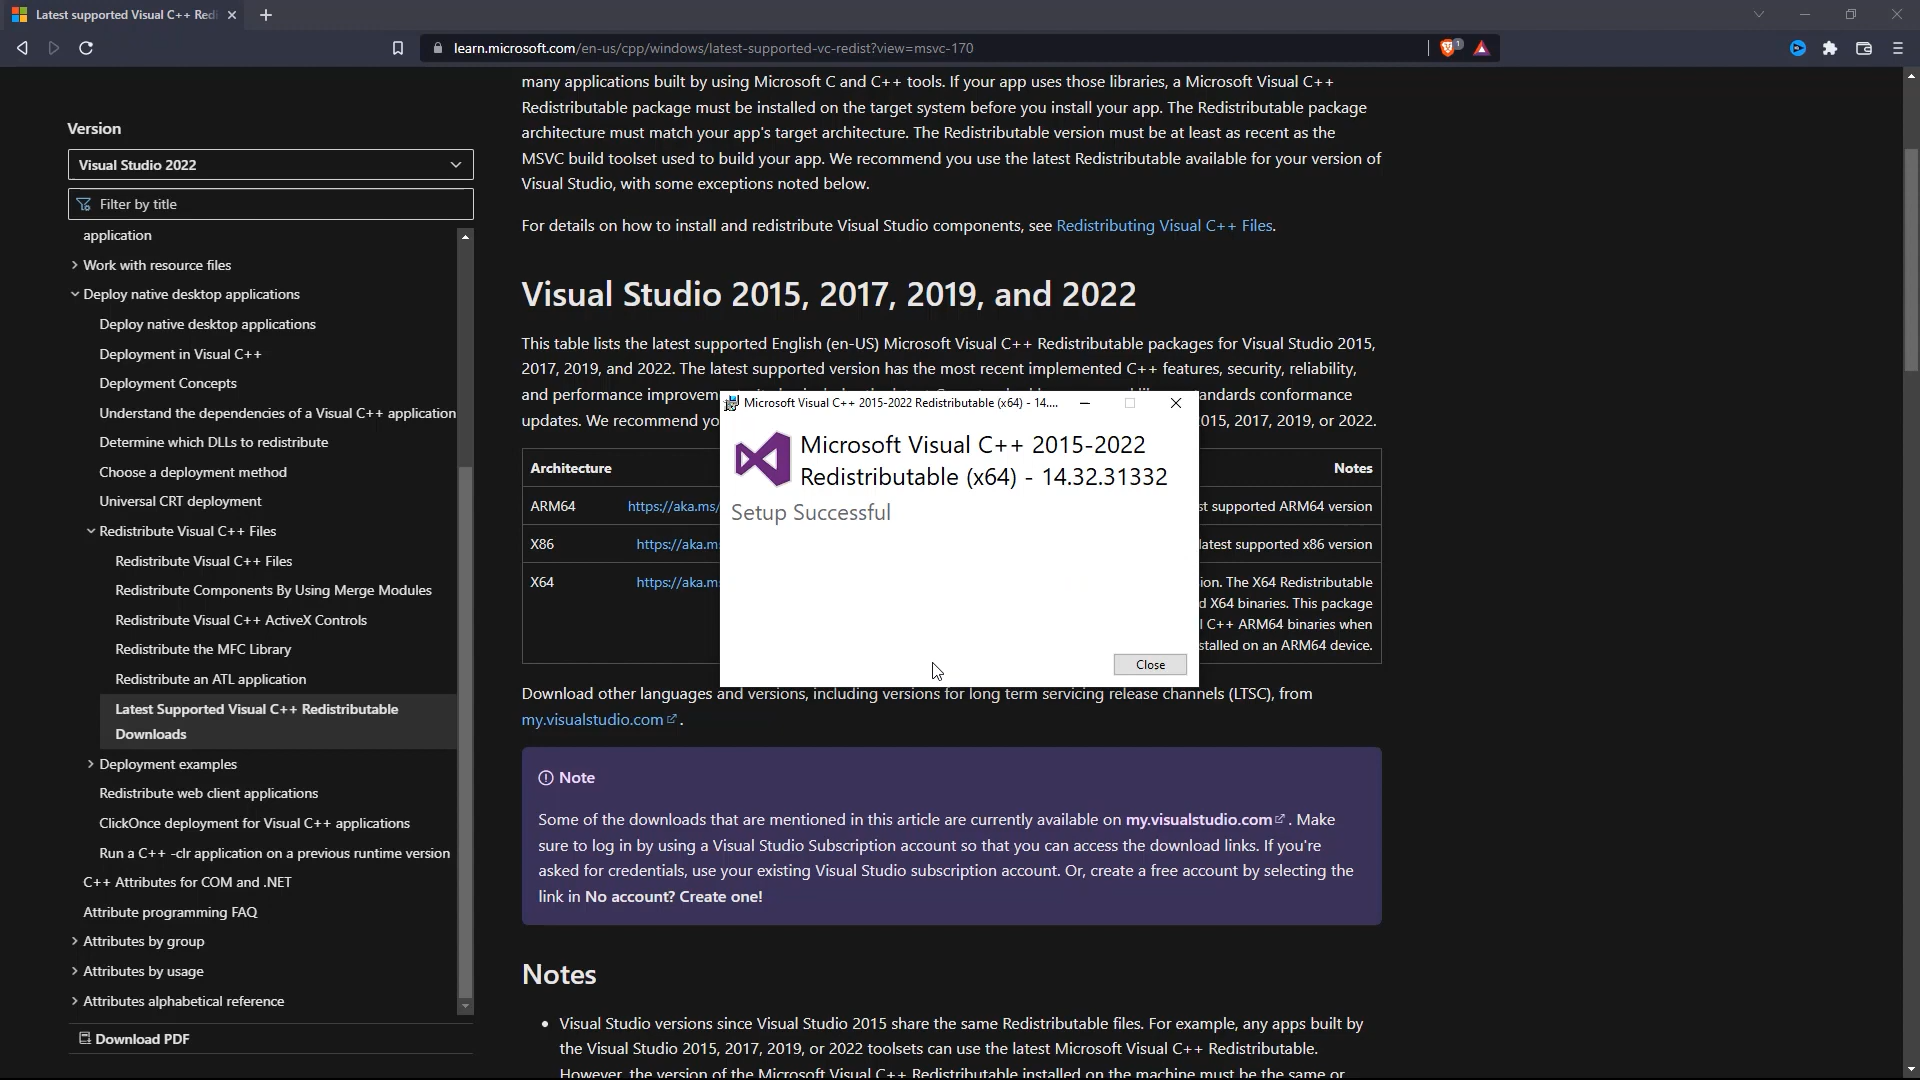 Latest supported Visual C++ Redi
learn.microsoft.com/en-us/cpp/windows/latest-supported-vc-redist?view=msvc-170
1
Version
Visual Studio 2022
Filter by title
application
Work with resource files
Deploy native desktop applications
Deploy native desktop applications
Deployment in Visual C++
Deployment Concepts
Understand the dependencies of a Visual C++ application
Determine which DLLs to redistribute
Choose a deployment method
Universal CRT deployment
Redistribute Visual C++ Files
Redistribute Visual C++ Files
Redistribute Components By Using Merge Modules
Redistribute Visual C++ ActiveX Controls
Redistribute the MFC Library
Redistribute an ATL application
Latest Supported Visual C++ Redistributable
Downloads
Deployment examples
Redistribute web client applications
ClickOnce deployment for Visual C++ applications
Run a C++ -clr application on a previous runtime version
C++ Attributes for COM and .NET
Attribute programming FAQ
Attributes by group
Attributes by usage
Attributes alphabetical reference
Download PDF
many applications built by using Microsoft C and C++ tools. If your app uses those libraries, a Microsoft Visual C++
Redistributable package must be installed on the target system before you install your app. The Redistributable package
architecture must match your app's target architecture. The Redistributable version must be at least as recent as the
MSVC build toolset used to build your app. We recommend you use the latest Redistributable available for your version of
Visual Studio, with some exceptions noted below.
For details on how to install and redistribute Visual Studio components, see Redistributing Visual C++ Files.
Visual Studio 2015, 2017, 2019, and 2022
This table lists the latest supported English (en-US) Microsoft Visual C++ Redistributable packages for Visual Studio 2015,
2017, 2019, and 2022. The latest supported version has the most recent implemented C++ features, security, reliability,
and performance improvem andards conformance
updates. We recommend yo 015, 2017, 2019, or 2022.
Architecture Notes
ARM64 https://aka.ms/ st supported ARM64 version
X86 https://aka.m latest supported x86 version
X64 https://aka.m ion. The X64 Redistributable
d X64 binaries. This package
l C++ ARM64 binaries when
stalled on an ARM64 device.
Microsoft Visual C++ 2015-2022 Redistributable (x64) - 14....
Microsoft Visual C++ 2015-2022
Redistributable (x64) - 14.32.31332
Setup Successful
Close
Download other languages and versions, including versions for long term servicing release channels (LTSC), from
my.visualstudio.com.
Note
Some of the downloads that are mentioned in this article are currently available on my.visualstudio.com. Make
sure to log in by using a Visual Studio Subscription account so that you can access the download links. If you're
asked for credentials, use your existing Visual Studio subscription account. Or, create a free account by selecting the
link in No account? Create one!
Notes
• Visual Studio versions since Visual Studio 2015 share the same Redistributable files. For example, any apps built by
the Visual Studio 2015, 2017, 2019, or 2022 toolsets can use the latest Microsoft Visual C++ Redistributable.
However, the version of the Microsoft Visual C++ Redistributable installed on the machine must be the same or